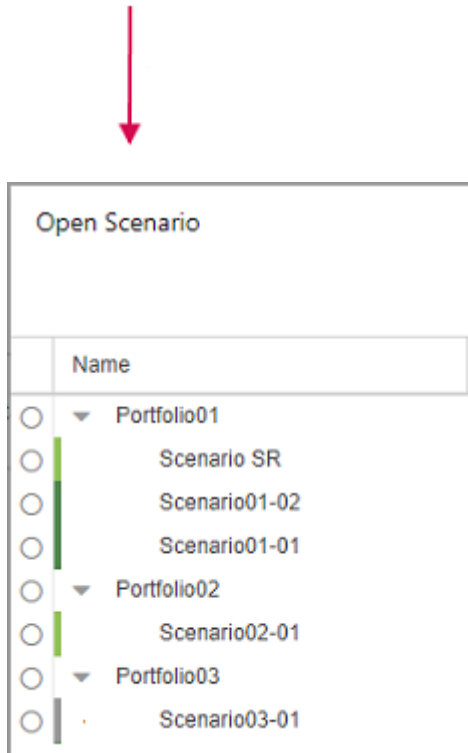 Open Scenario
Name
Portfolio01
Scenario SR
Scenario01-02
Scenario01-01
Portfolio02
Scenario02-01
Portfolio03
Scenario03-01